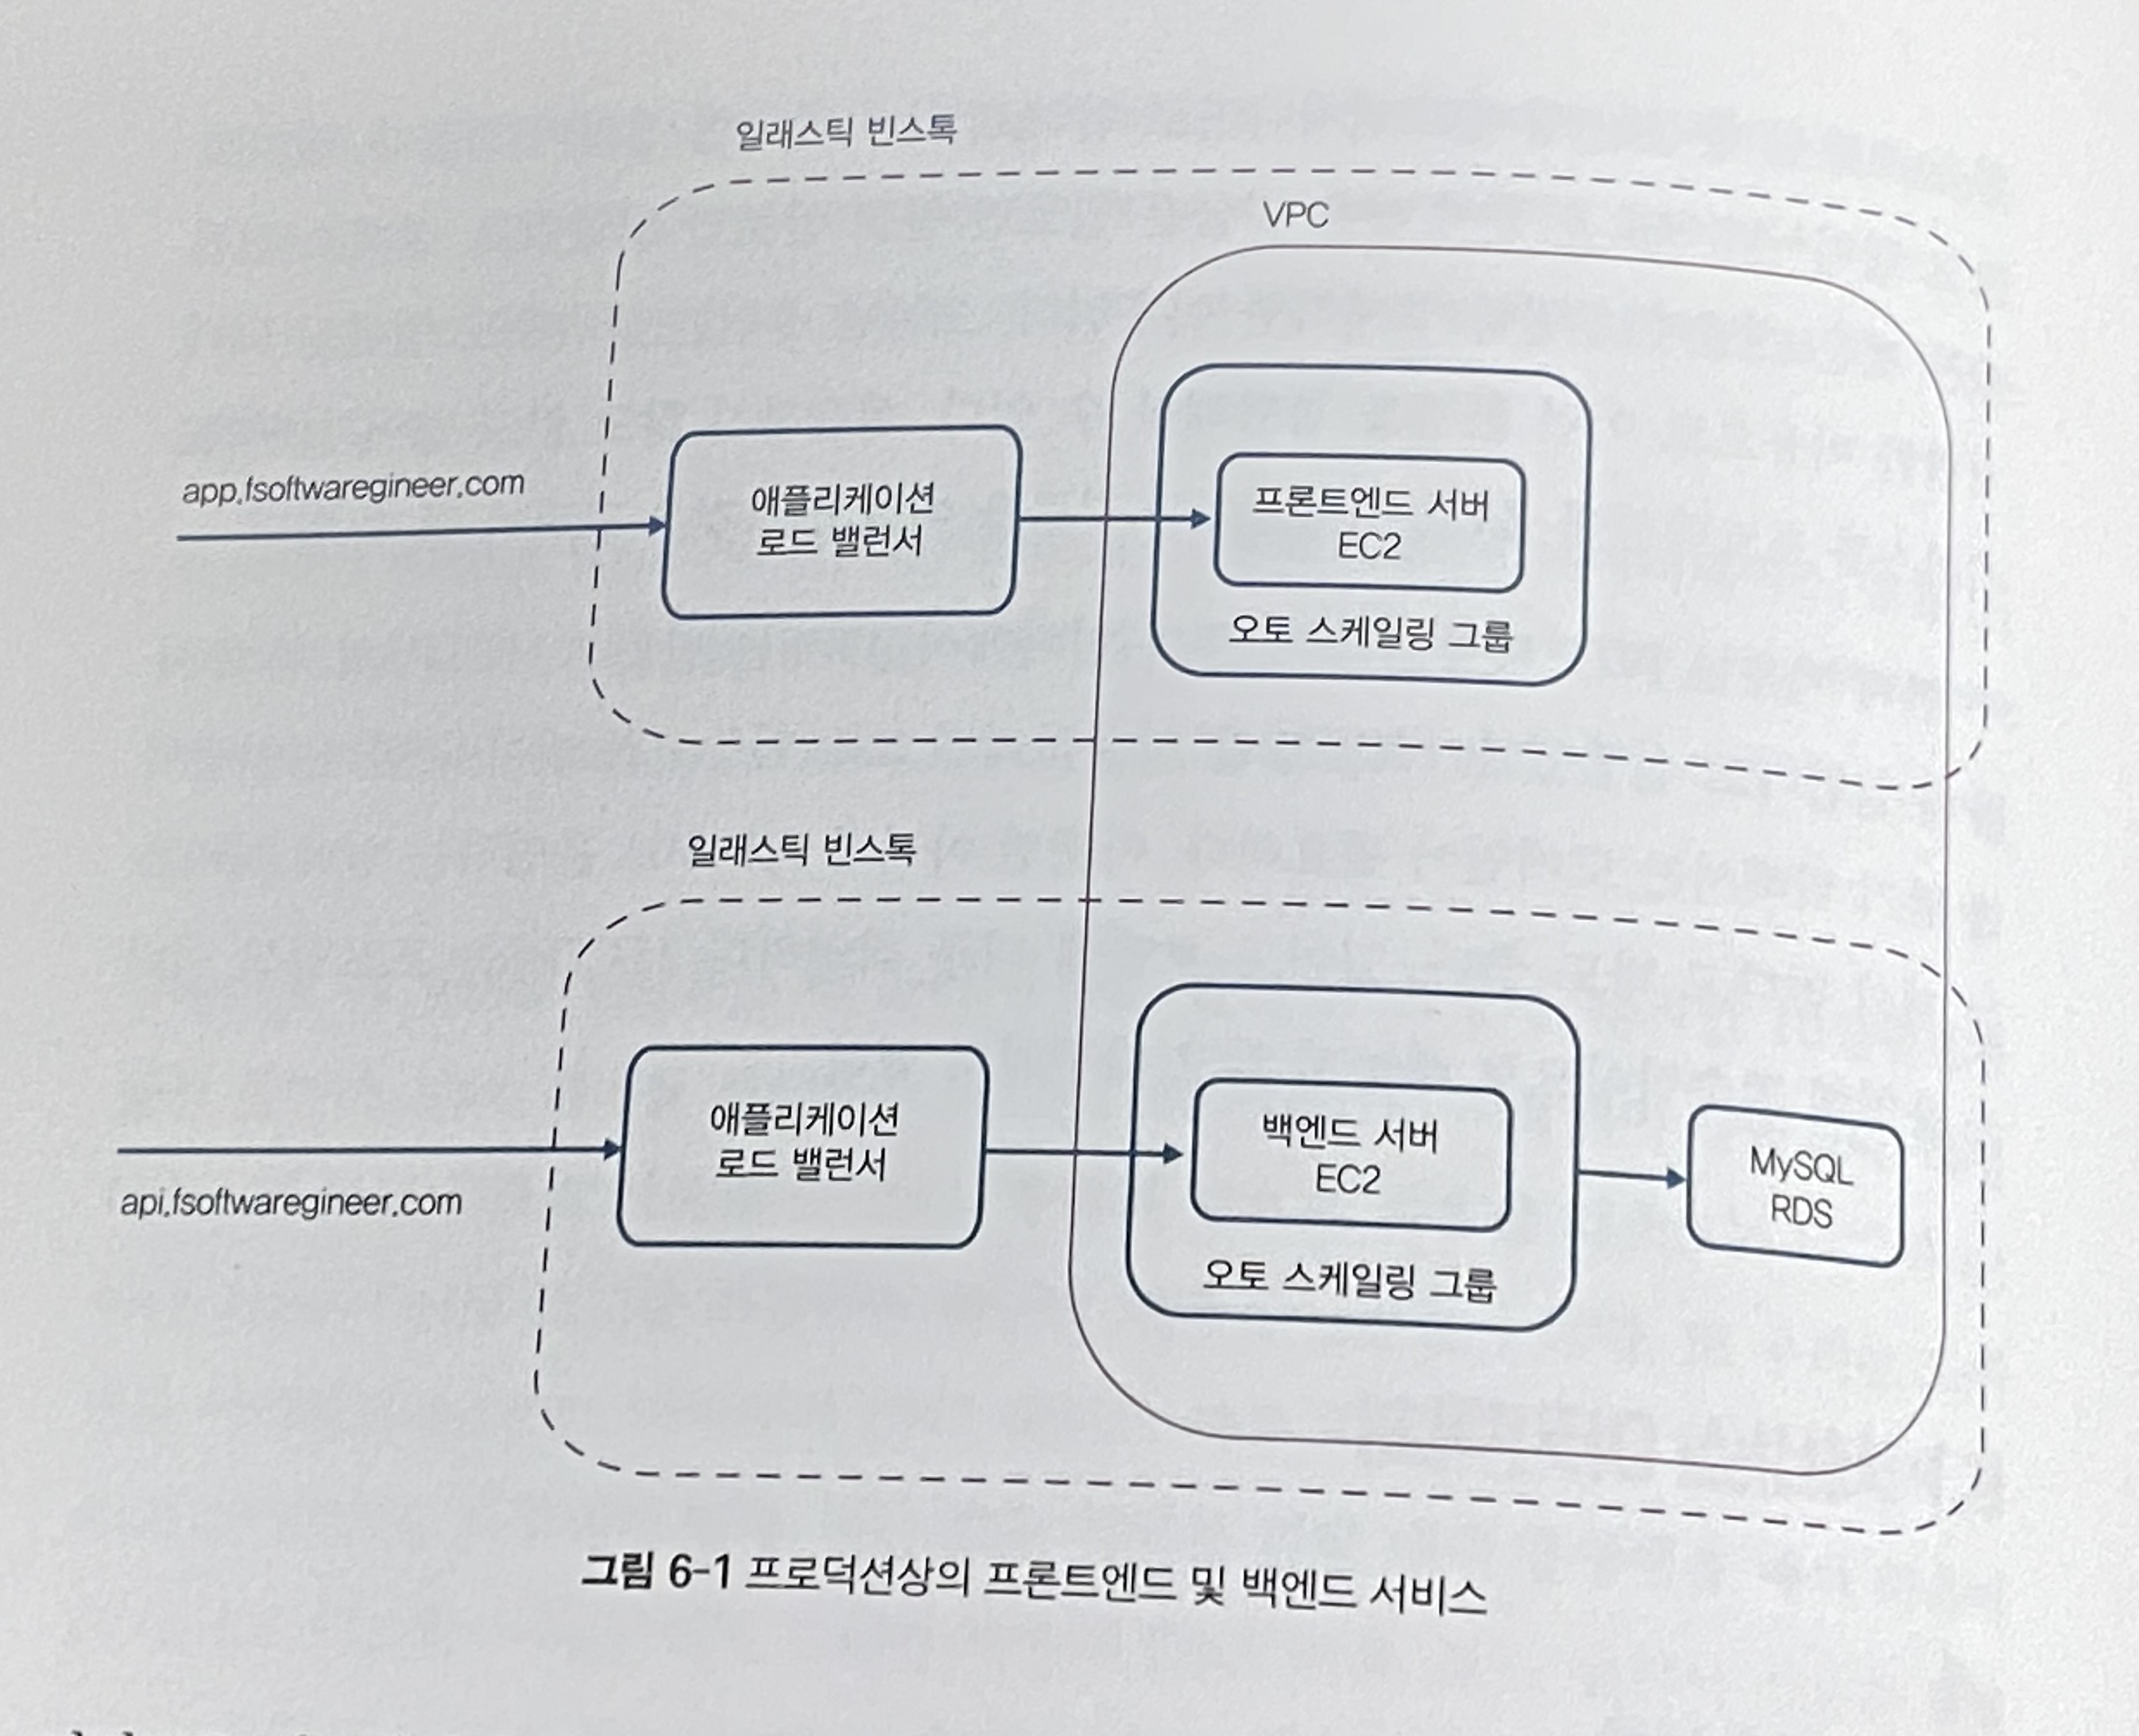 일래스틱 빈스톡
VPC
app.fsoftwaregineer.com
애플리케이션
로드 밸런서
프론트엔드 서버
EC2
오토 스케일링 그룹
일래스틱 빈스톡
api.fsoftwaregineer.com
애플리케이션
로드 밸런서
백엔드 서버
EC2
오토 스케일링 그룹
MySQL
RDS
그림 6-1 프로덕션상의 프론트엔드 및 백엔드 서비스